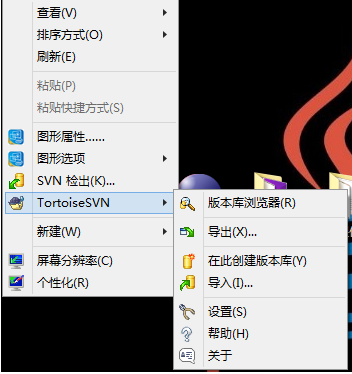 查看(V)
排序方式(O)
刷新(E)
粘贴(P)
粘贴快捷方式(S)
图形属性......
图形选项
SVN 检出(K)...
TortoiseSVN
新建(W)
屏幕分辨率(C)
个性化(R)
版本库浏览器(R)
导出(X)...
在此创建版本库(Y)
导入(I)...
设置(S)
帮助(H)
关于